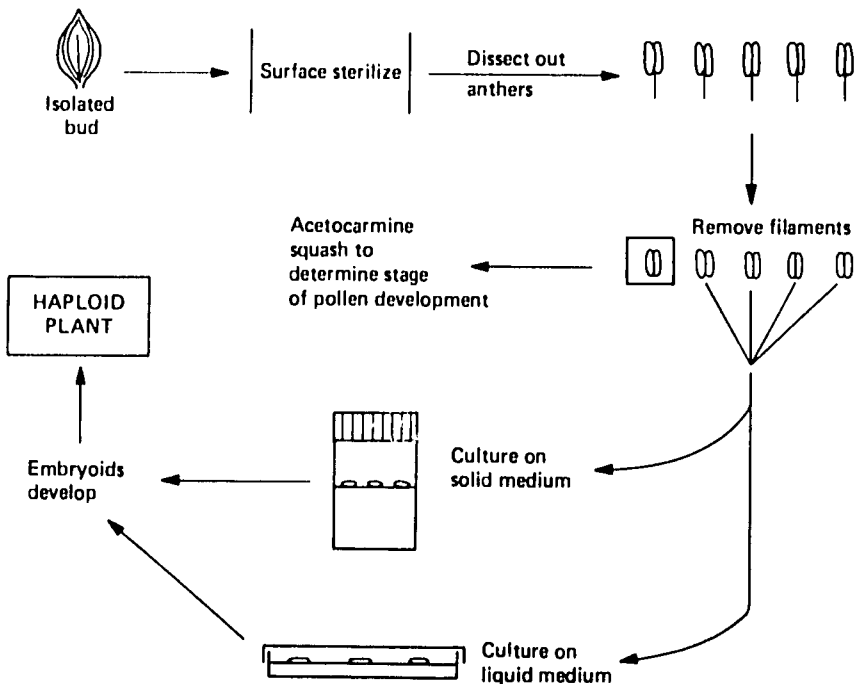 Isolated
bud
Surface sterilize
Dissect out
anthers
Remove filaments
Acetocarmine
squash to
determine stage
of pollen development
HAPLOID
PLANT
Culture on
solid medium
Embryoids
develop
Culture on
liquid medium